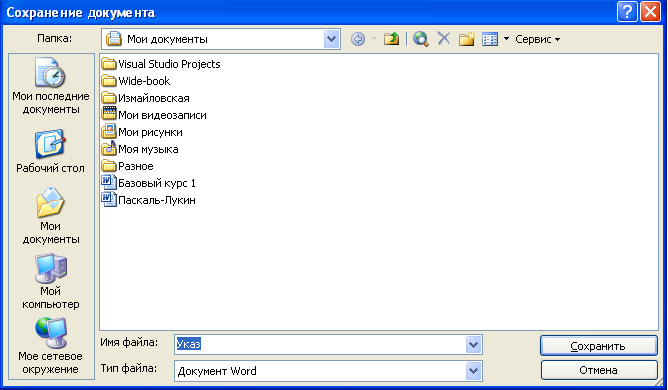 Сохранение документа
Папка: Мои документы Сервис
Мои последние
документы
Рабочий стол
Мои
документы
Мой
компьютер
Мое сетевое
окружение
Visual Studio Projects
Wide-book
Измайловская
Мои видеозаписи
Мои рисунки
Моя музыка
Разное
Базовый курс 1
Паскаль-Лукин
Имя файла: Указ Сохранить
Тип файла: Документ Word Отмена